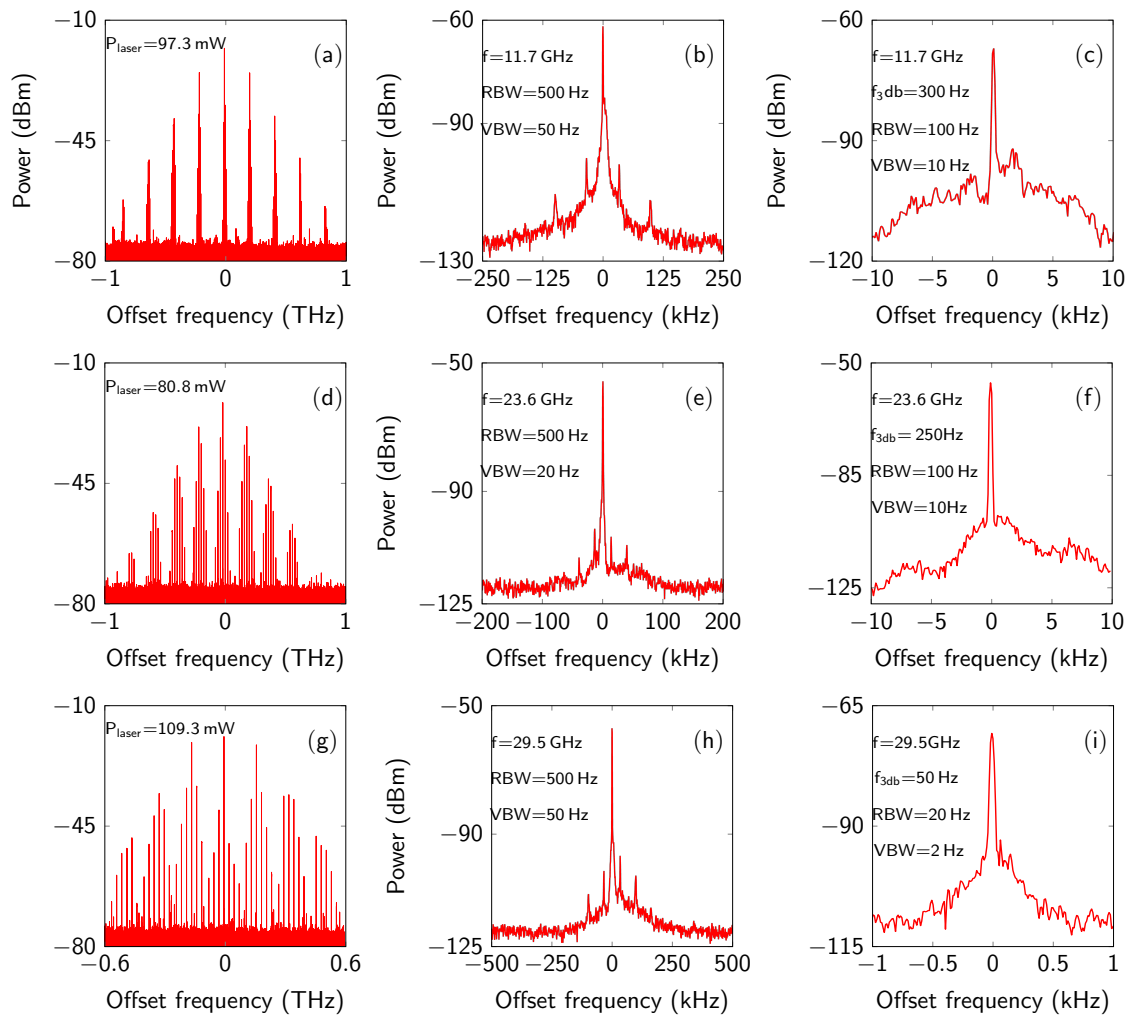 −10
P_laser=97.3 mW
(a)
−45
Power (dBm)
−80
−1 0 1
Offset frequency (THz)
−60
f=11.7 GHz
(b)
RBW=500 Hz
−90
VBW=50 Hz
−130
−250 −125 0 125 250
Offset frequency (kHz)
Power (dBm)
−60
f=11.7 GHz
(c)
f_3db=300 Hz
−90
RBW=100 Hz
VBW=10 Hz
−120
−10 −5 0 5 10
Offset frequency (kHz)
Power (dBm)
−10
P_laser=80.8 mW
(d)
−45
−80
−1 0 1
Offset frequency (THz)
−50
f=23.6 GHz
(e)
RBW=500 Hz
VBW=20 Hz
−90
−125
−200 −100 0 100 200
Offset frequency (kHz)
Power (dBm)
−50
f=23.6 GHz
(f)
f_3db= 250Hz
−85
RBW=100 Hz
VBW=10Hz
−125
−10 −5 0 5 10
Offset frequency (kHz)
−10
P_laser=109.3 mW
(g)
−45
−80
−0.6 0 0.6
Offset frequency (THz)
−50
f=29.5 GHz
(h)
RBW=500 Hz
VBW=50 Hz
−90
−125
−500 −250 0 250 500
Offset frequency (kHz)
Power (dBm)
−65
f=29.5GHz
(i)
f_3db=50 Hz
RBW=20 Hz
−90
VBW=2 Hz
−115
−1 −0.5 0 0.5 1
Offset frequency (kHz)